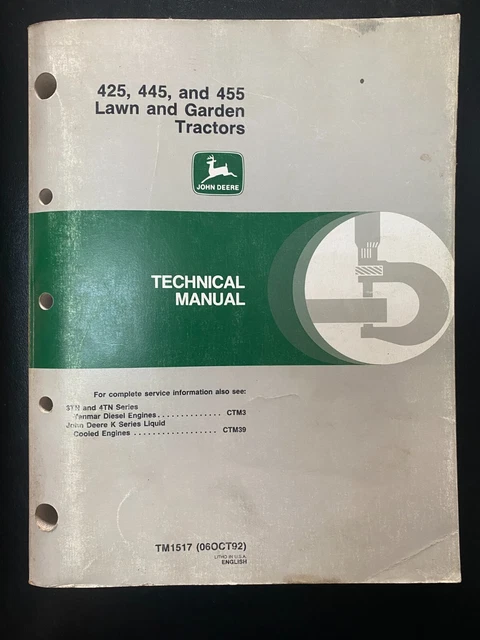 425, 445, and 455
Lawn and Garden
Tractors
JOHN DEERE
TECHNICAL
MANUAL
For complete service information also see:
3TN and 4TN Series
Yanmar Diesel Engines.............. CTM3
John Deere K Series Liquid
Cooled Engines .................. CTM39
TM1517 (06OCT92)
LITHO IN U.S.A.
ENGLISH